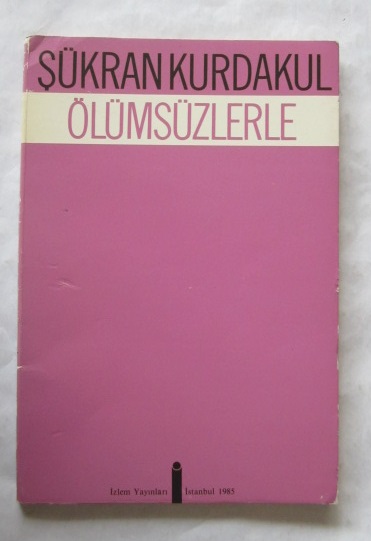 ŞÜKRAN KURDAKUL
ÖLÜMSÜZLERLE
İzlem Yayınları İstanbul 1985